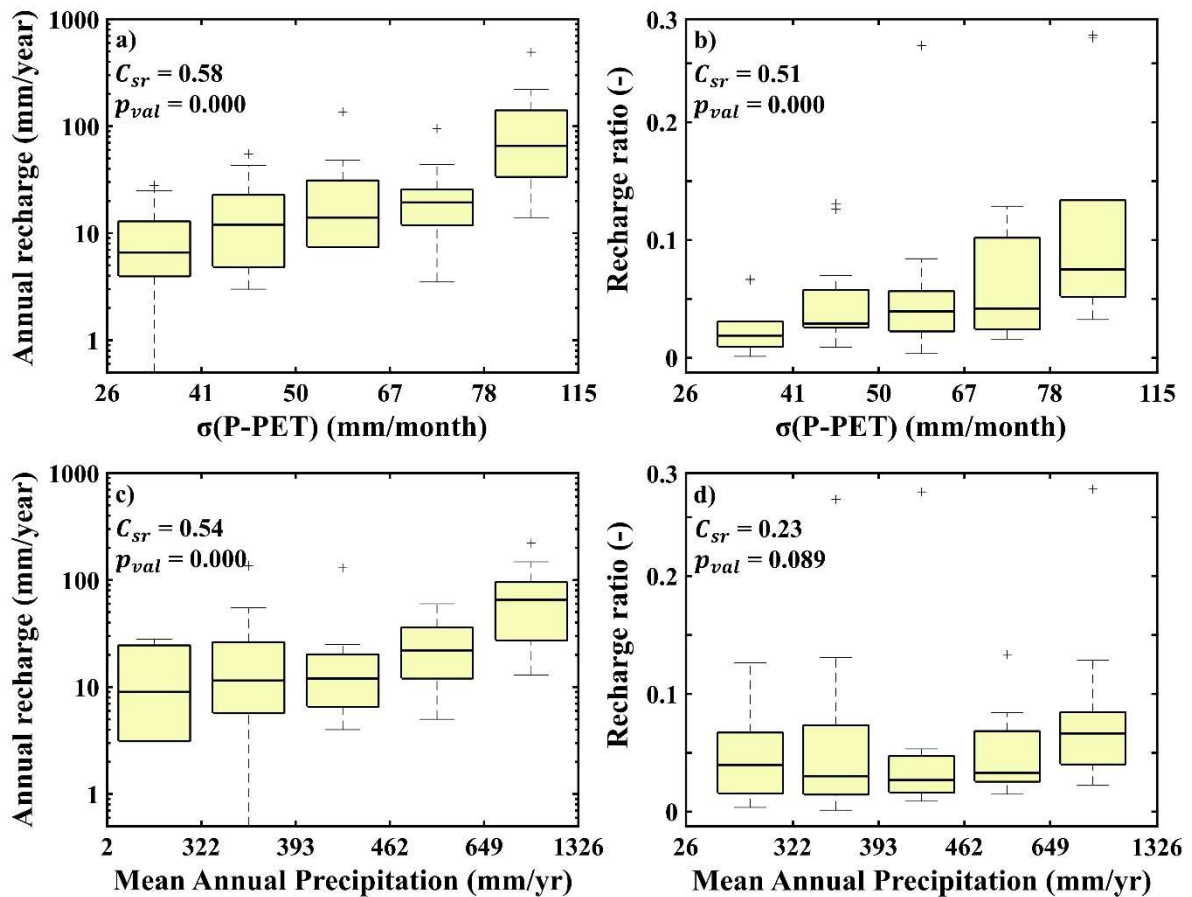 a)
C_sr = 0.58
p_val = 0.000
Annual recharge (mm/year)
1000
100
10
1
26 41 50 67 78 115
σ(P-PET) (mm/month)
b)
C_sr = 0.51
p_val = 0.000
Recharge ratio (-)
0.3
0.2
0.1
0
26 41 50 67 78 115
σ(P-PET) (mm/month)
c)
C_sr = 0.54
p_val = 0.000
Annual recharge (mm/year)
1000
100
10
1
2 322 393 462 649 1326
Mean Annual Precipitation (mm/yr)
d)
C_sr = 0.23
p_val = 0.089
Recharge ratio (-)
0.3
0.2
0.1
0
26 322 393 462 649 1326
Mean Annual Precipitation (mm/yr)